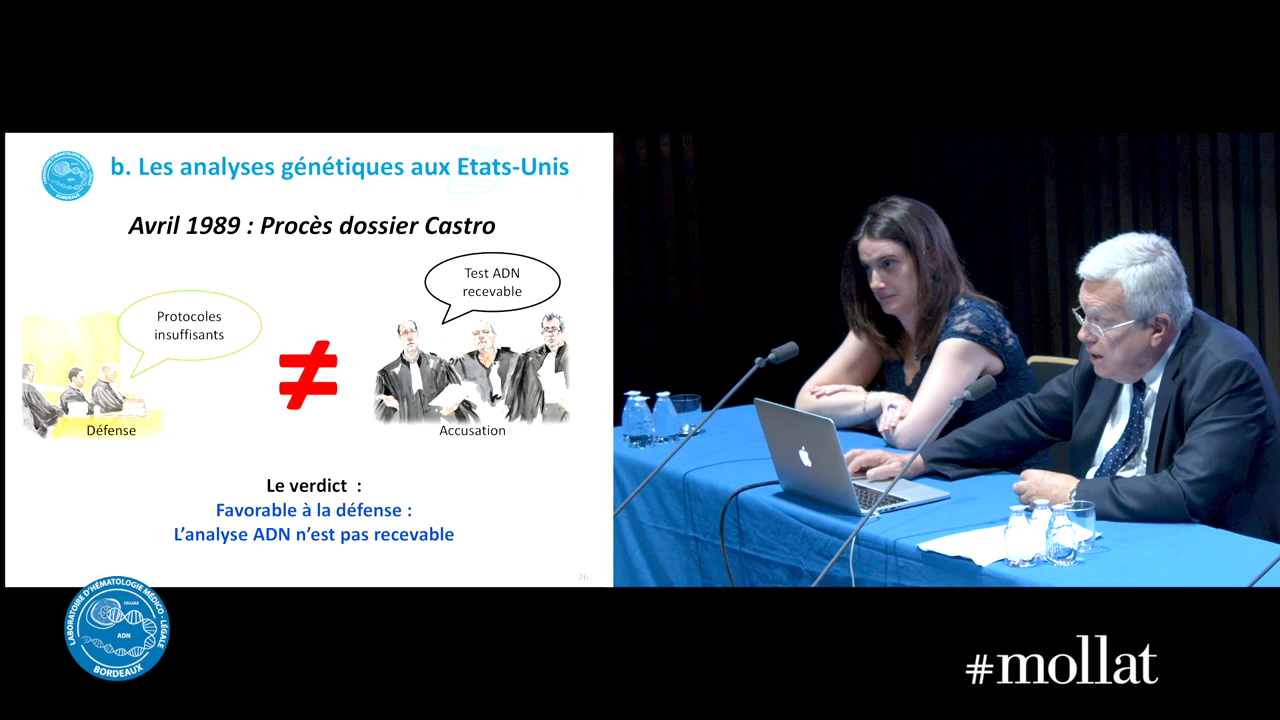 b. Les analyses génétiques aux Etats-Unis
Avril 1989 : Procès dossier Castro
Test ADN
recevable
Protocoles
insuffisants
≠
Défense
Accusation
Le verdict :
Favorable à la défense :
L'analyse ADN n'est pas recevable
26
LABORATOIRE D'HÉMATOLOGIE MÉDICO - LÉGALE
ADN
BORDEAUX
#mollat